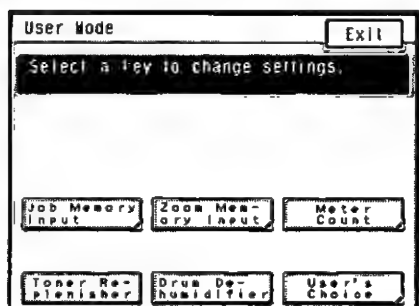 User Mode
Exit
Select a key to change settings.
Job Memory
Input
Zoom Mem-
ory Input
Meter
Count
Toner Re-
plenisher
Drum De-
humidifier
User's
Choice